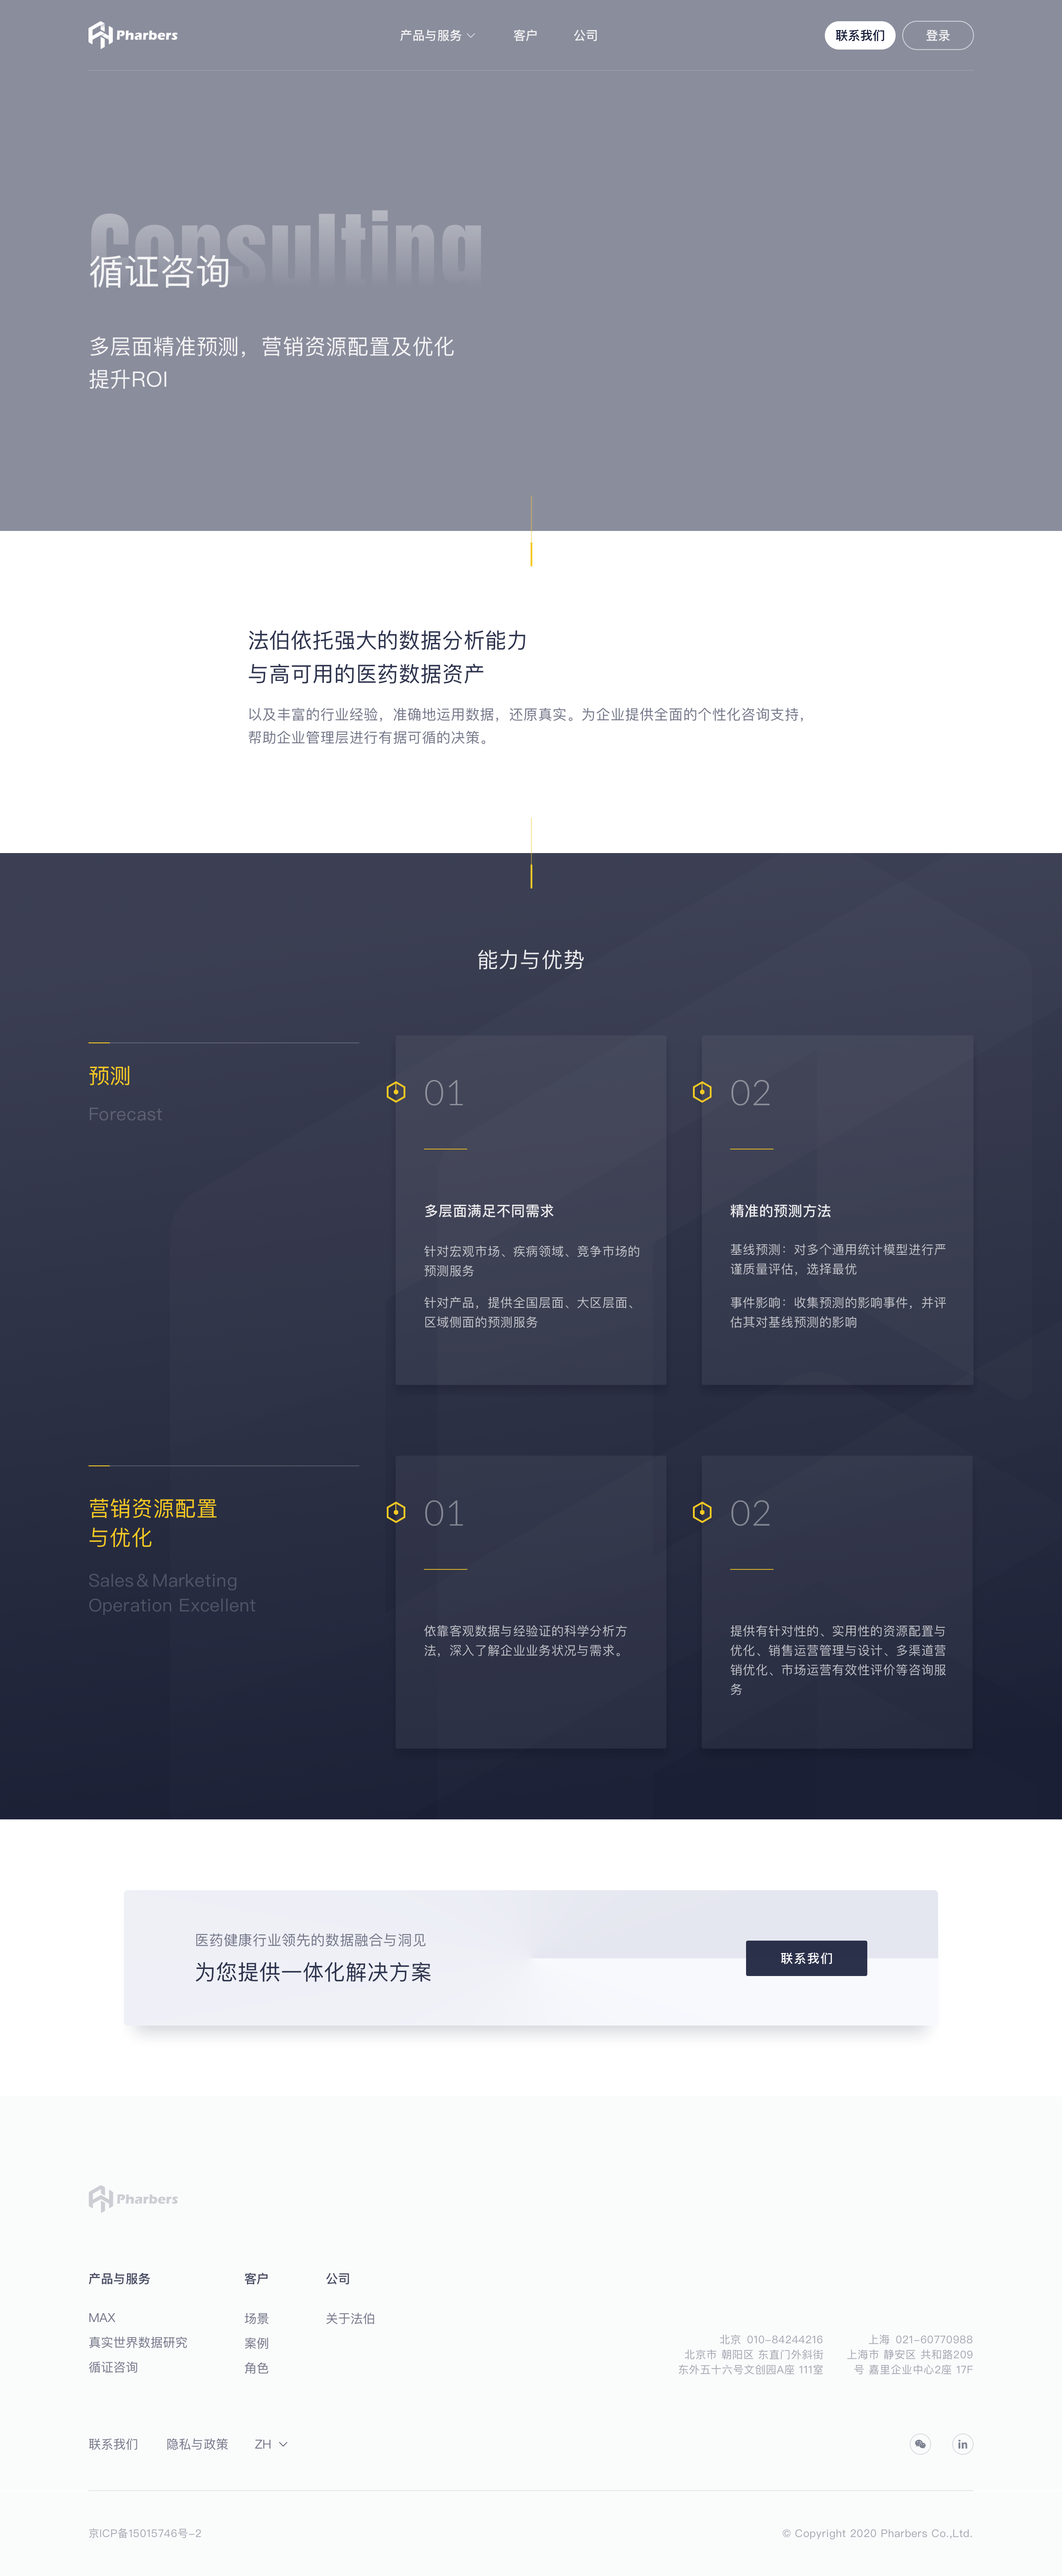 Pharbers
产品与服务
客户
公司
联系我们
登录
Consulting
循证咨询
多层面精准预测，营销资源配置及优化
提升ROI
法伯依托强大的数据分析能力
与高可用的医药数据资产
以及丰富的行业经验，准确地运用数据，还原真实。为企业提供全面的个性化咨询支持，
帮助企业管理层进行有据可循的决策。
能力与优势
预测
Forecast
01
多层面满足不同需求
针对宏观市场、疾病领域、竞争市场的
预测服务
针对产品，提供全国层面、大区层面、
区域侧面的预测服务
02
精准的预测方法
基线预测：对多个通用统计模型进行严
谨质量评估，选择最优
事件影响：收集预测的影响事件，并评
估其对基线预测的影响
营销资源配置
与优化
Sales＆Marketing
Operation Excellent
01
依靠客观数据与经验证的科学分析方
法，深入了解企业业务状况与需求。
02
提供有针对性的、实用性的资源配置与
优化、销售运营管理与设计、多渠道营
销优化、市场运营有效性评价等咨询服
务
医药健康行业领先的数据融合与洞见
为您提供一体化解决方案
联系我们
Pharbers
产品与服务
MAX
真实世界数据研究
循证咨询
客户
场景
案例
角色
公司
关于法伯
北京 010-84244216
北京市 朝阳区 东直门外斜街
东外五十六号文创园A座 111室
上海 021-60770988
上海市 静安区 共和路209
号 嘉里企业中心2座 17F
联系我们
隐私与政策
ZH
in
京ICP备15015746号-2
© Copyright 2020 Pharbers Co.,Ltd.